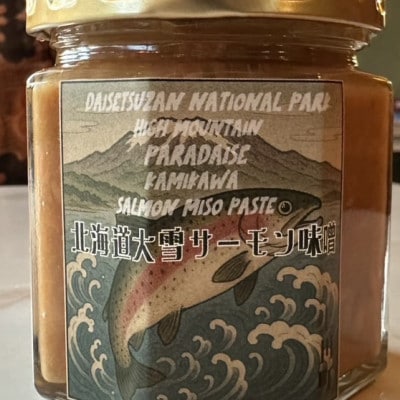 DAISETSUZAN NATIONAL PARK
HIGH MOUNTAIN
PARADAISE
KAMIKAWA
SALMON MISO PASTE
北海道大雪サーモン味噌